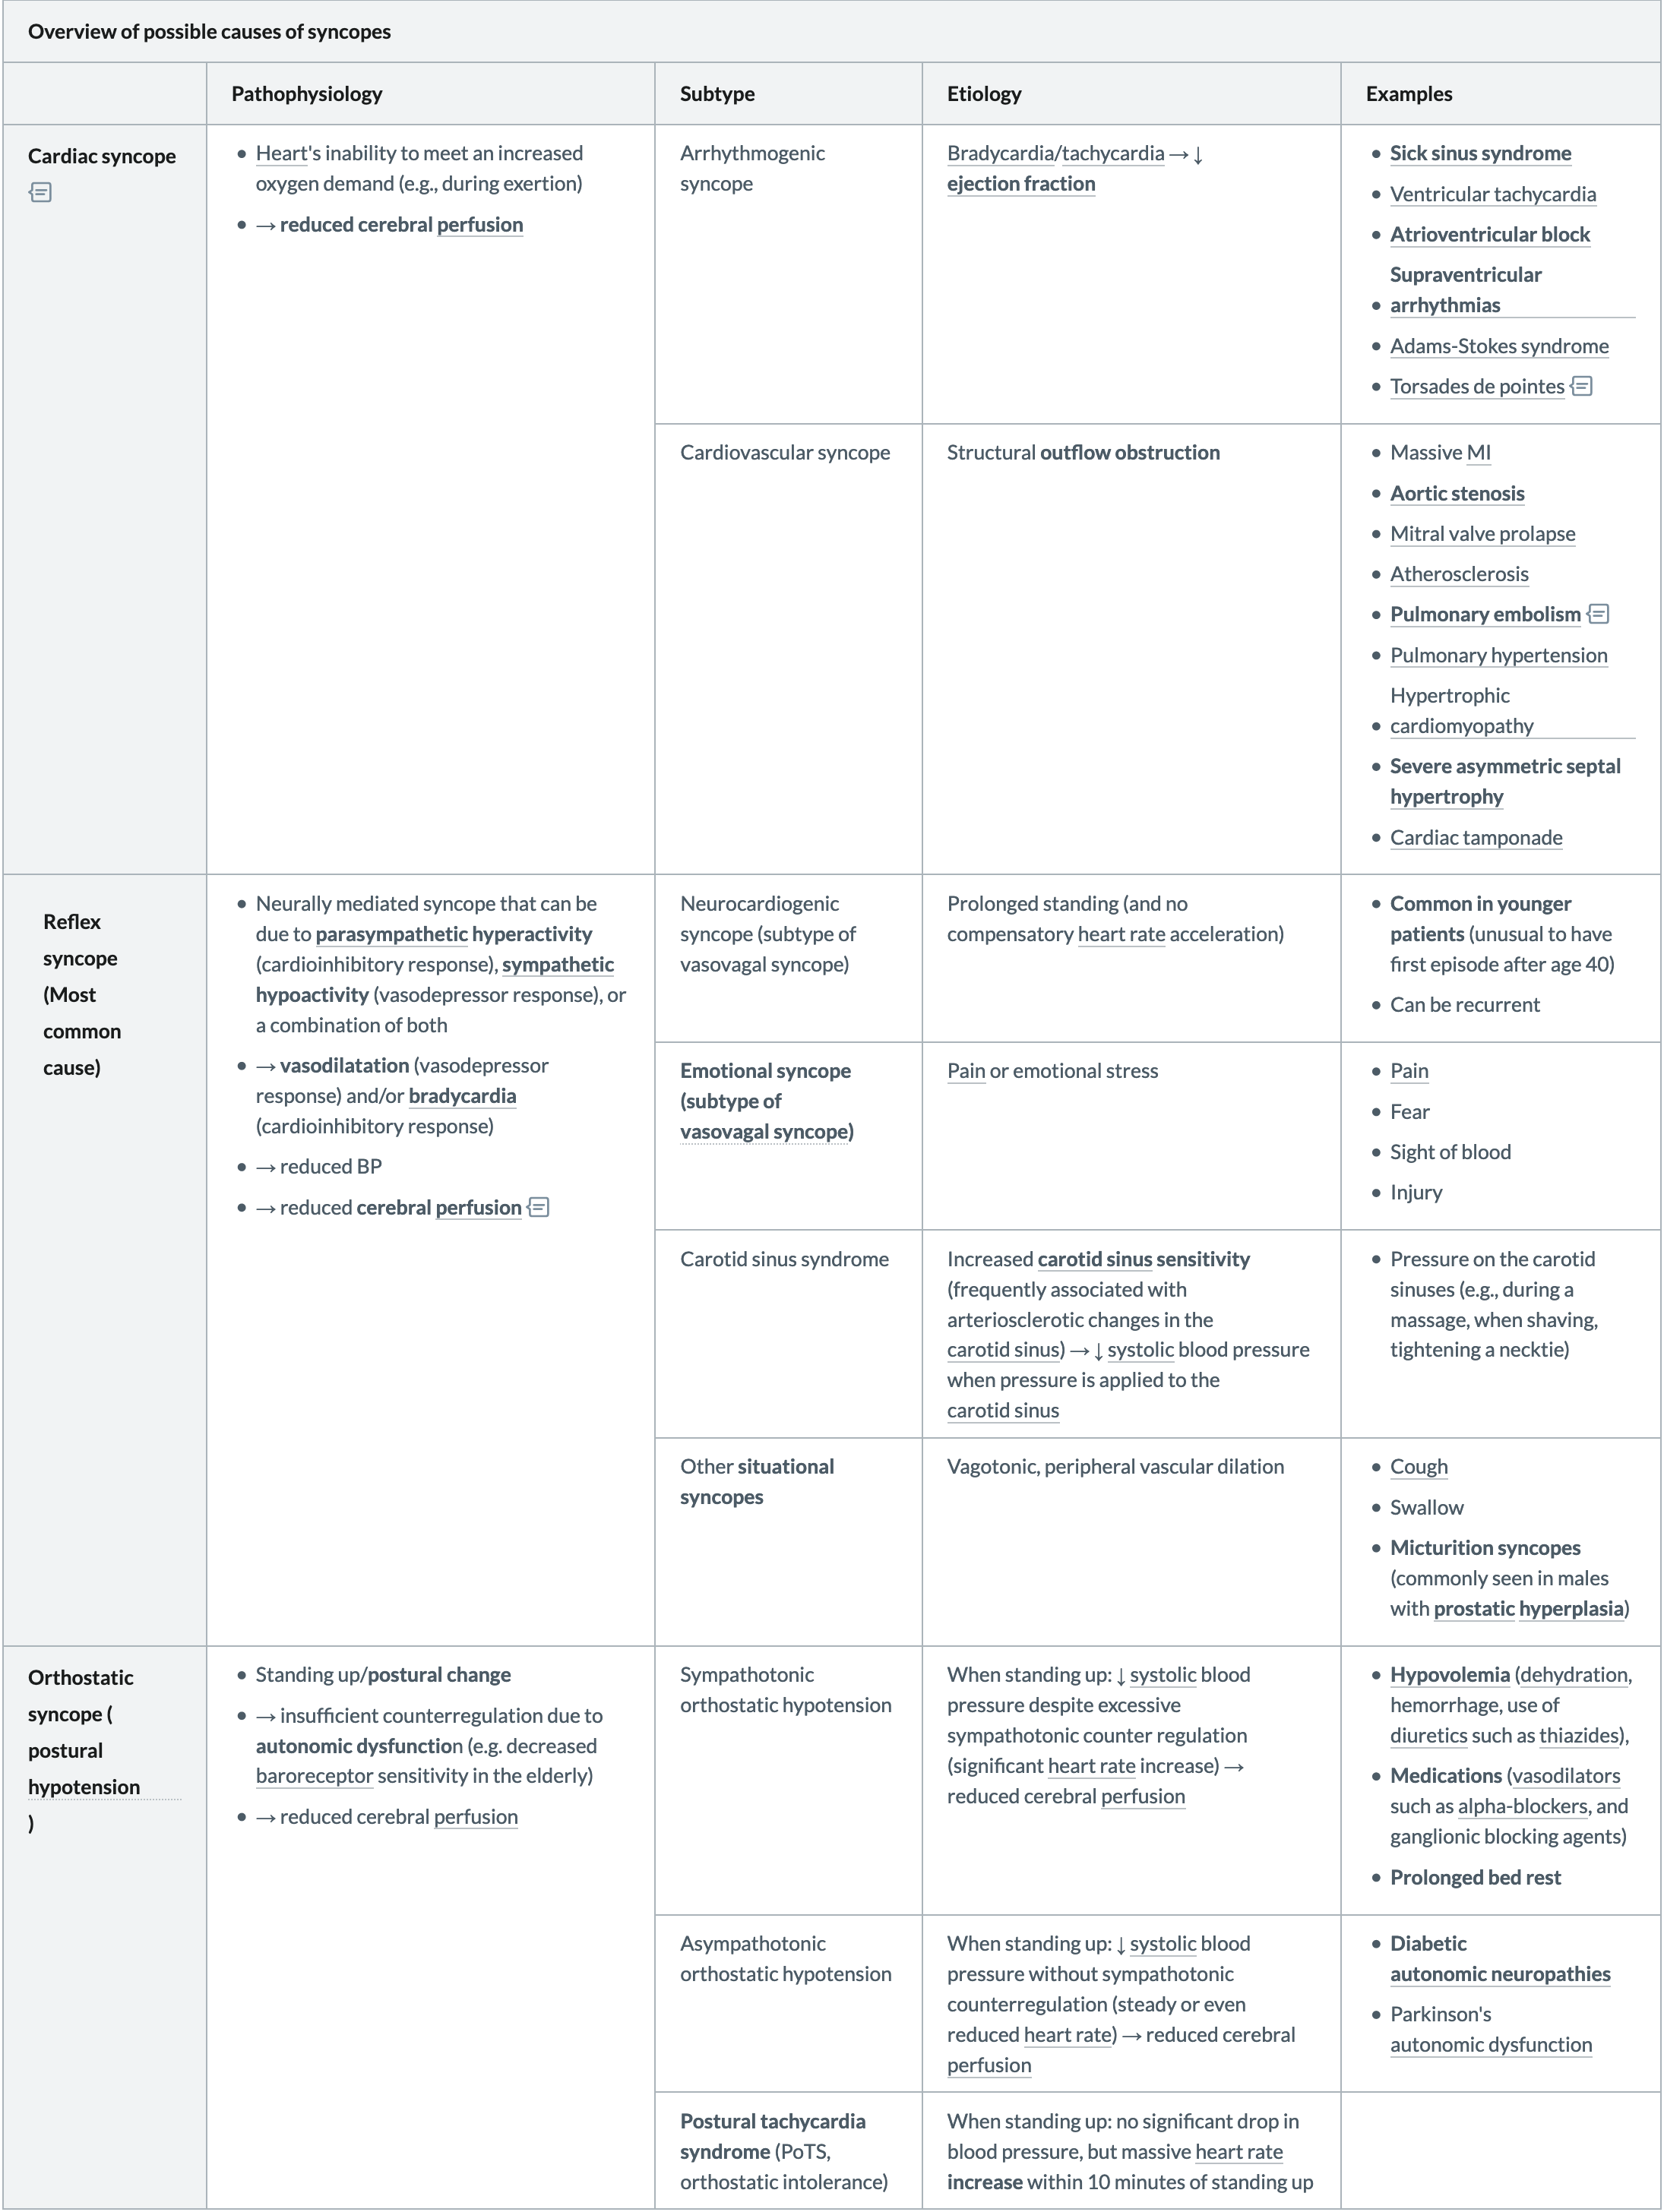 Overview of possible causes of syncopes
Pathophysiology
Subtype
Etiology
Examples
Cardiac syncope
• Heart's inability to meet an increased
oxygen demand (e.g., during exertion)
• → reduced cerebral perfusion
Arrhythmogenic
syncope
Bradycardia/tachycardia → ↓
ejection fraction
• Sick sinus syndrome
• Ventricular tachycardia
• Atrioventricular block
Supraventricular
• arrhythmias
• Adams-Stokes syndrome
• Torsades de pointes
Cardiovascular syncope
Structural outflow obstruction
• Massive MI
• Aortic stenosis
• Mitral valve prolapse
• Atherosclerosis
• Pulmonary embolism
• Pulmonary hypertension
Hypertrophic
• cardiomyopathy
• Severe asymmetric septal
hypertrophy
• Cardiac tamponade
Reflex
syncope
(Most
common
cause)
• Neurally mediated syncope that can be
due to parasympathetic hyperactivity
(cardioinhibitory response), sympathetic
hypoactivity (vasodepressor response), or
a combination of both
• → vasodilatation (vasodepressor
response) and/or bradycardia
(cardioinhibitory response)
• → reduced BP
• → reduced cerebral perfusion
Neurocardiogenic
syncope (subtype of
vasovagal syncope)
Prolonged standing (and no
compensatory heart rate acceleration)
• Common in younger
patients (unusual to have
first episode after age 40)
• Can be recurrent
Emotional syncope
(subtype of
vasovagal syncope)
Pain or emotional stress
• Pain
• Fear
• Sight of blood
• Injury
Carotid sinus syndrome
Increased carotid sinus sensitivity
(frequently associated with
arteriosclerotic changes in the
carotid sinus) → ↓ systolic blood pressure
when pressure is applied to the
carotid sinus
• Pressure on the carotid
sinuses (e.g., during a
massage, when shaving,
tightening a necktie)
Other situational
syncopes
Vagotonic, peripheral vascular dilation
• Cough
• Swallow
• Micturition syncopes
(commonly seen in males
with prostatic hyperplasia)
Orthostatic
syncope (
postural
hypotension
)
• Standing up/postural change
• → insufficient counterregulation due to
autonomic dysfunction (e.g. decreased
baroreceptor sensitivity in the elderly)
• → reduced cerebral perfusion
Sympathotonic
orthostatic hypotension
When standing up: ↓ systolic blood
pressure despite excessive
sympathotonic counter regulation
(significant heart rate increase) →
reduced cerebral perfusion
• Hypovolemia (dehydration,
hemorrhage, use of
diuretics such as thiazides),
• Medications (vasodilators
such as alpha-blockers, and
ganglionic blocking agents)
• Prolonged bed rest
Asympathotonic
orthostatic hypotension
When standing up: ↓ systolic blood
pressure without sympathotonic
counterregulation (steady or even
reduced heart rate) → reduced cerebral
perfusion
• Diabetic
autonomic neuropathies
• Parkinson's
autonomic dysfunction
Postural tachycardia
syndrome (PoTS,
orthostatic intolerance)
When standing up: no significant drop in
blood pressure, but massive heart rate
increase within 10 minutes of standing up